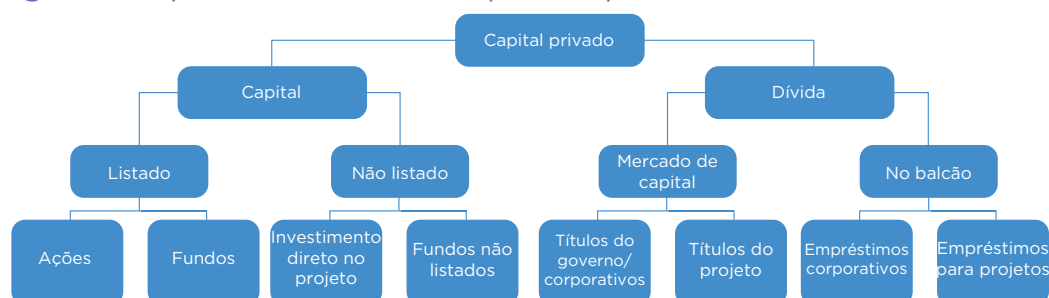 Capital privado
Capital
Dívida
Listado
Não listado
Mercado de
capital
No balcão
Ações
Fundos
Investimento
direto no
projeto
Fundos não
listados
Títulos do
governo/
corporativos
Títulos do
projeto
Empréstimos
corporativos
Empréstimos
para projetos